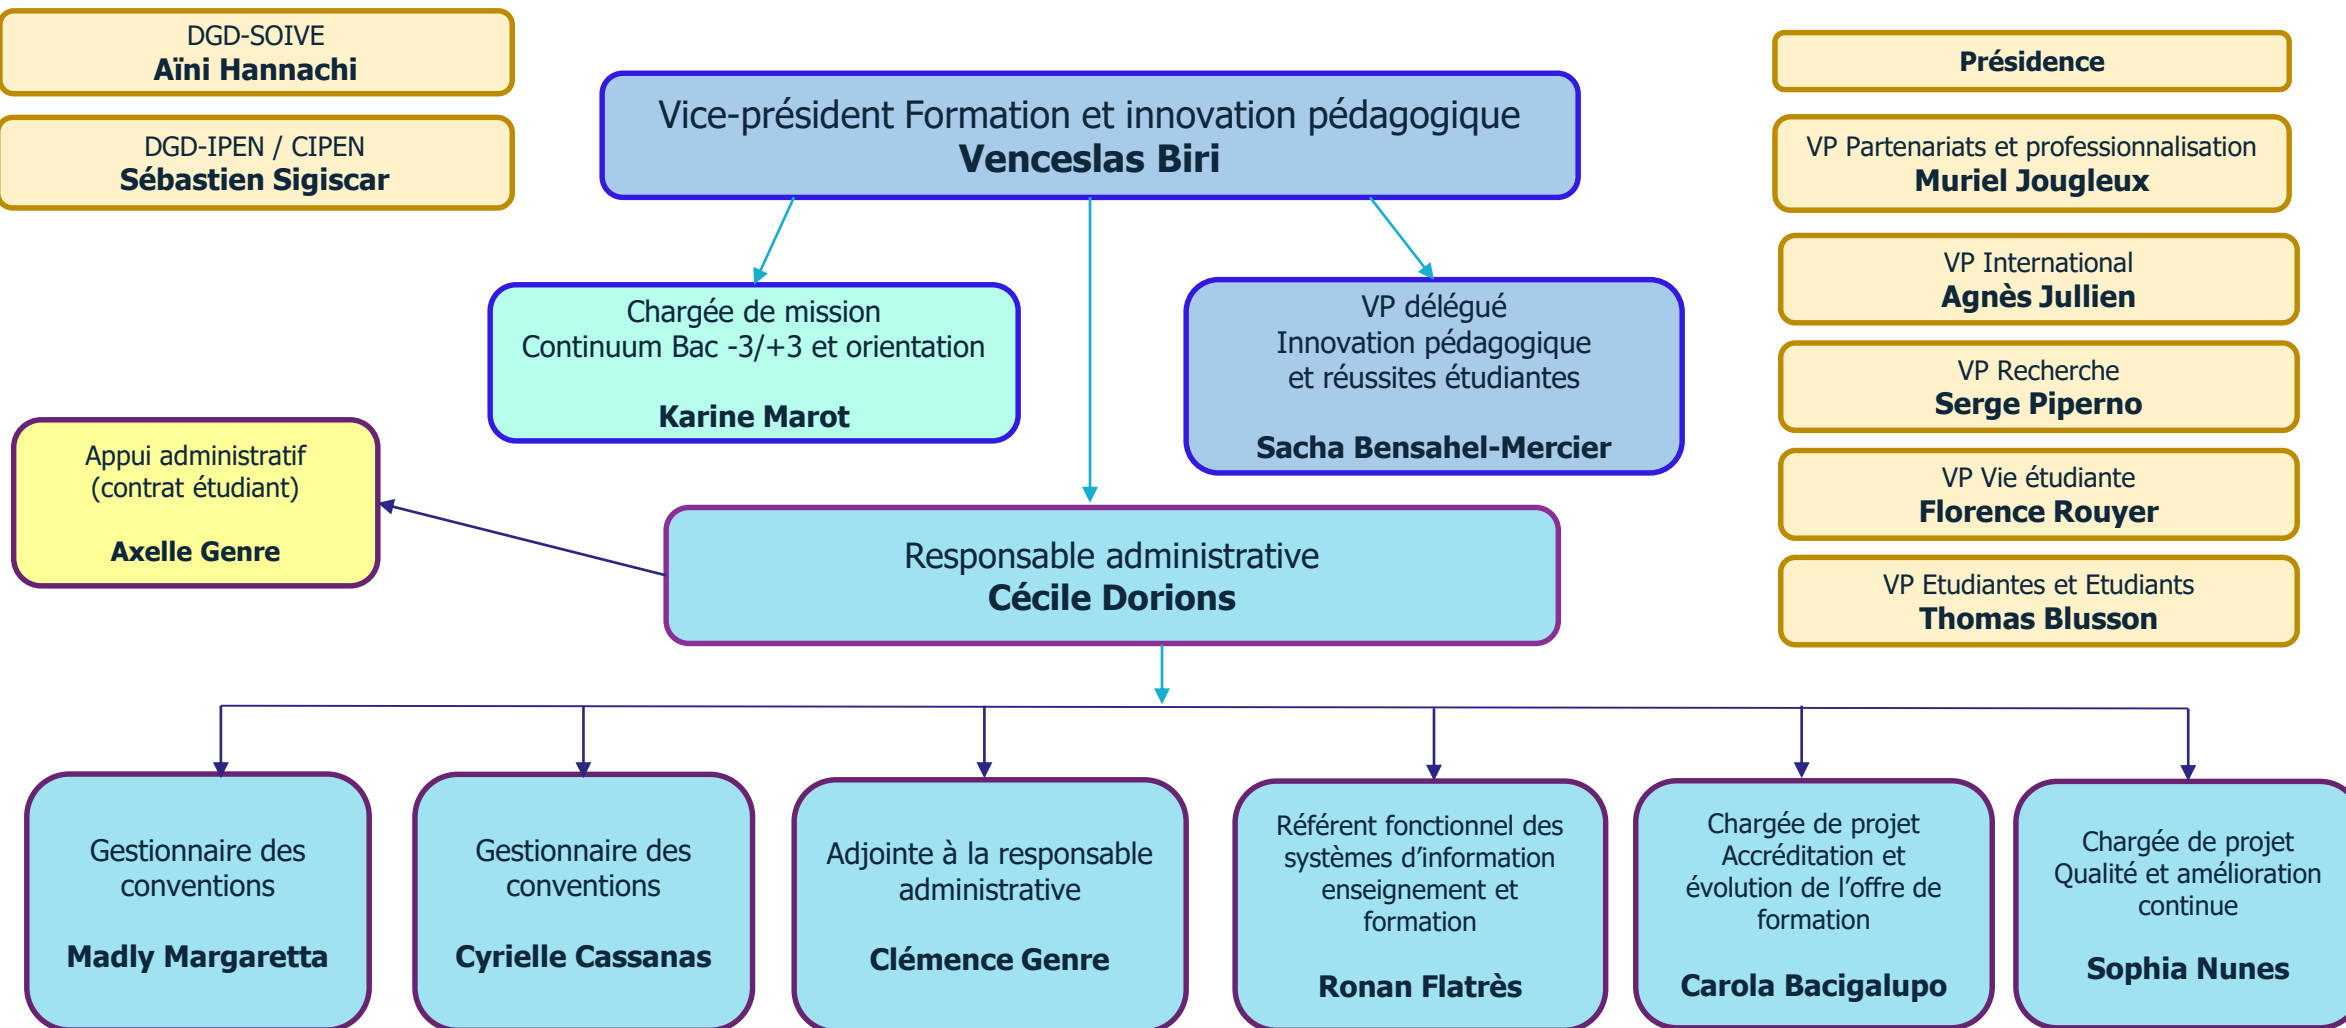 DGD-SOIVE
Aïni Hannachi
DGD-IPEN / CIPEN
Sébastien Sigiscar
Vice-président Formation et innovation pédagogique
Venceslas Biri
Présidence
VP Partenariats et professionnalisation
Muriel Jougleux
VP International
Agnès Jullien
VP Recherche
Serge Piperno
VP Vie étudiante
Florence Rouyer
VP Etudiantes et Etudiants
Thomas Blusson
Chargée de mission
Continuum Bac -3/+3 et orientation
Karine Marot
VP délégué
Innovation pédagogique
et réussites étudiantes
Sacha Bensahel-Mercier
Appui administratif
(contrat étudiant)
Axelle Genre
Responsable administrative
Cécile Dorions
Gestionnaire des
conventions
Madly Margaretta
Gestionnaire des
conventions
Cyrielle Cassanas
Adjointe à la responsable
administrative
Clémence Genre
Référent fonctionnel des
systèmes d’information
enseignement et
formation
Ronan Flatrès
Chargée de projet
Accréditation et
évolution de l’offre de
formation
Carola Bacigalupo
Chargée de projet
Qualité et amélioration
continue
Sophia Nunes